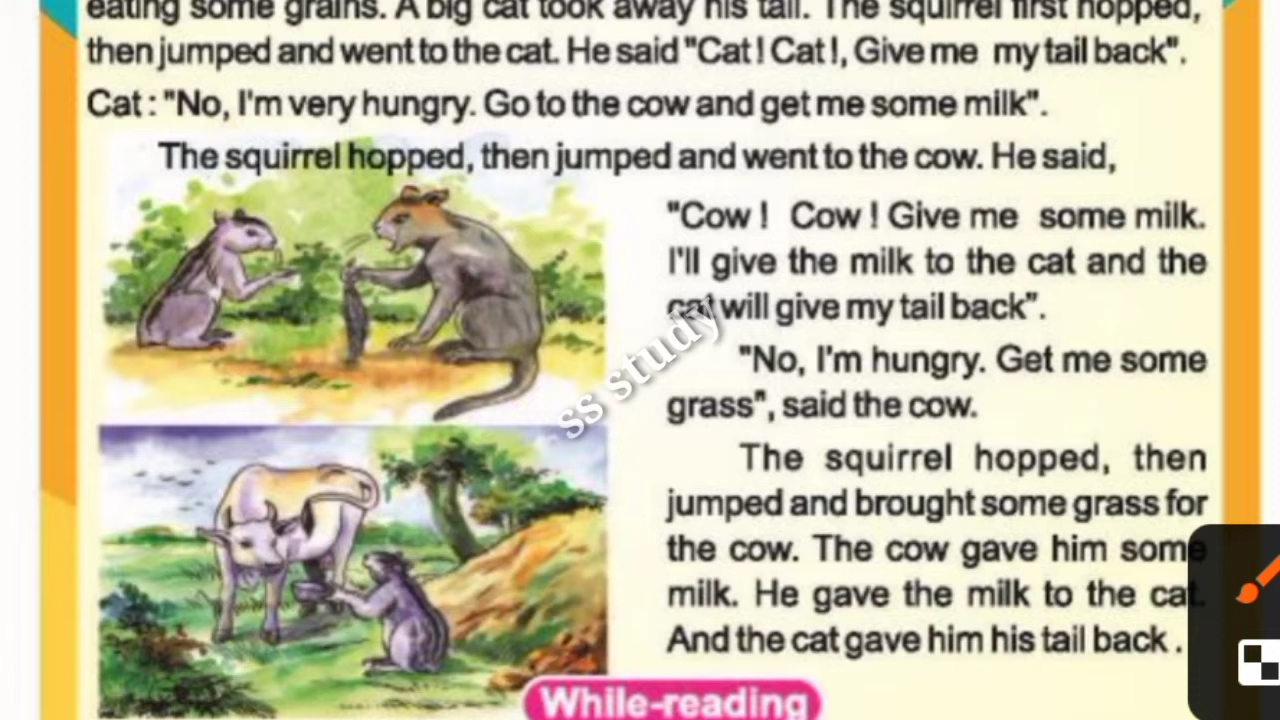 eating some grains. A big cat took away his tail. The squirrel first hopped,
then jumped and went to the cat. He said "Cat ! Cat !, Give me my tail back".
Cat : "No, I'm very hungry. Go to the cow and get me some milk".
The squirrel hopped, then jumped and went to the cow. He said,
"Cow ! Cow ! Give me some milk.
I'll give the milk to the cat and the
cat will give my tail back".
"No, I'm hungry. Get me some
grass", said the cow.
The squirrel hopped, then
jumped and brought some grass for
the cow. The cow gave him some
milk. He gave the milk to the cat.
And the cat gave him his tail back .
ss study
While-reading